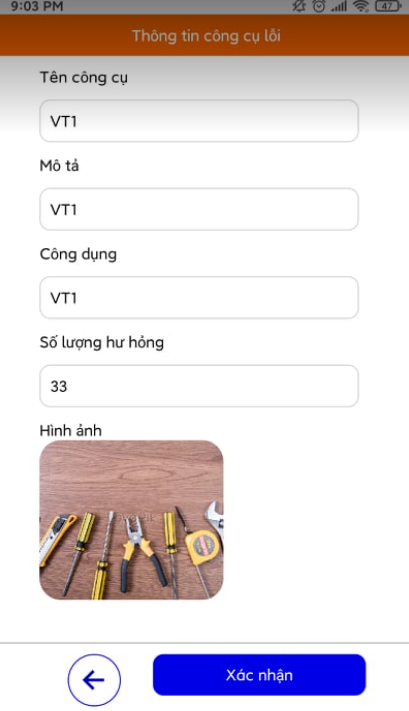 9:03 PM
47
Thông tin công cụ lỗi
Tên công cụ
VT1
Mô tả
VT1
Công dụng
VT1
Số lượng hư hỏng
33
Hình ảnh
Xác nhận